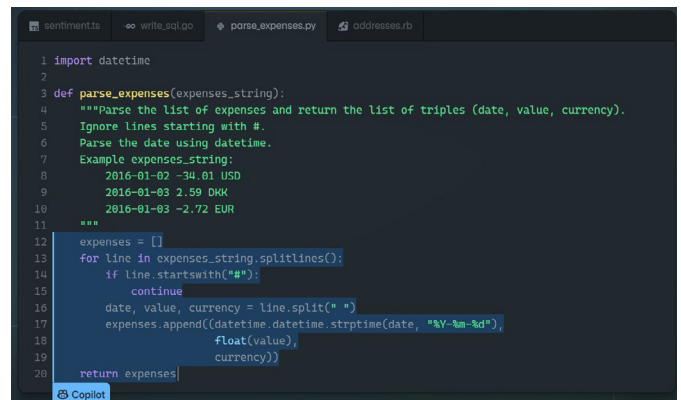 sentiment.ts write_sql.go parse_expenses.py addresses.rb
1 import datetime
2
3 def parse_expenses(expenses_string):
4     """Parse the list of expenses and return the list of triples (date, value, currency).
5     Ignore lines starting with #.
6     Parse the date using datetime.
7     Example expenses_string:
8         2016-01-02 -34.01 USD
9         2016-01-03 2.59 DKK
10         2016-01-03 -2.72 EUR
11     """
12     expenses = []
13     for line in expenses_string.splitlines():
14         if line.startswith("#"):
15             continue
16         date, value, currency = line.split(" ")
17         expenses.append((datetime.datetime.strptime(date, "%Y-%m-%d"),
18                          float(value),
19                          currency))
20     return expenses
Copilot